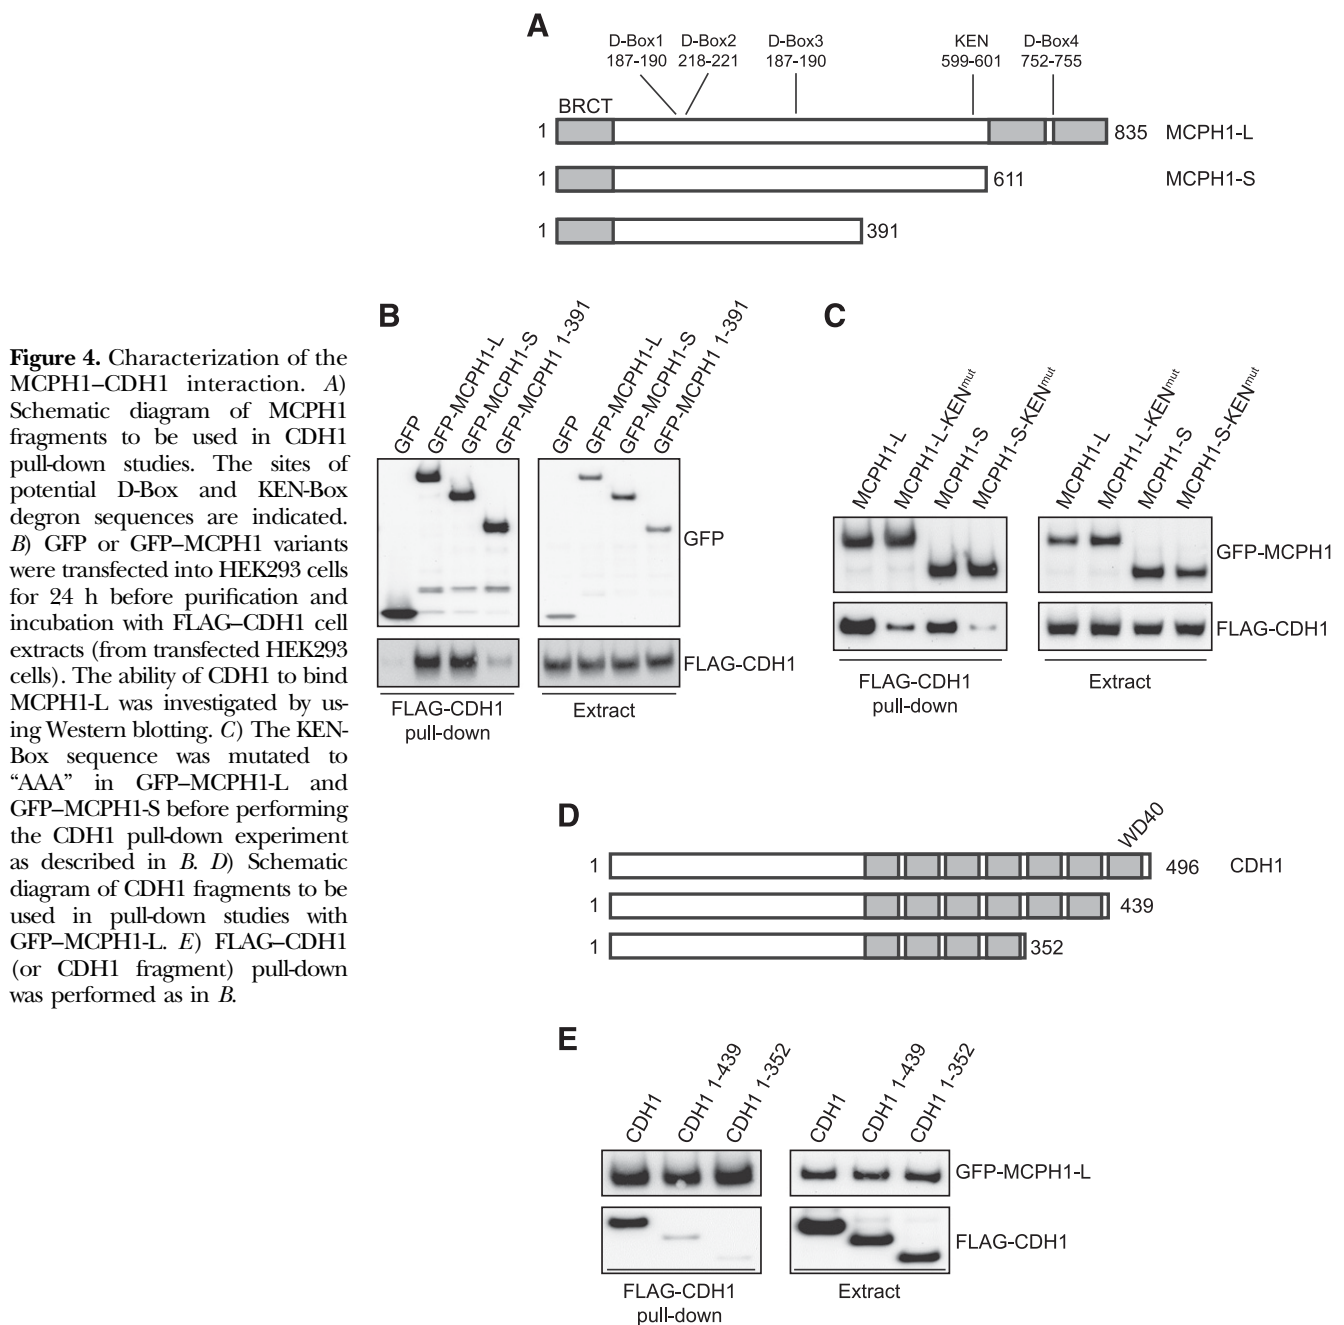 A
D-Box1 D-Box2 D-Box3 KEN D-Box4
187-190 218-221 187-190 599-601 752-755
BRCT
1 835 MCPH1-L
1 611 MCPH1-S
1 391
Figure 4. Characterization of the
MCPH1–CDH1 interaction. A)
Schematic diagram of MCPH1
fragments to be used in CDH1
pull-down studies. The sites of
potential D-Box and KEN-Box
degron sequences are indicated.
B) GFP or GFP–MCPH1 variants
were transfected into HEK293 cells
for 24 h before purification and
incubation with FLAG–CDH1 cell
extracts (from transfected HEK293
cells). The ability of CDH1 to bind
MCPH1-L was investigated by us-
ing Western blotting. C) The KEN-
Box sequence was mutated to
“AAA” in GFP–MCPH1-L and
GFP–MCPH1-S before performing
the CDH1 pull-down experiment
as described in B. D) Schematic
diagram of CDH1 fragments to be
used in pull-down studies with
GFP–MCPH1-L. E) FLAG–CDH1
(or CDH1 fragment) pull-down
was performed as in B.
B
GFP
GFP-MCPH1-L
GFP-MCPH1-S
GFP-MCPH1 1-391
GFP
GFP-MCPH1-L
GFP-MCPH1-S
GFP-MCPH1 1-391
GFP
FLAG-CDH1
FLAG-CDH1
pull-down
Extract
C
MCPH1-L
MCPH1-L-KENmut
MCPH1-S
MCPH1-S-KENmut
MCPH1-L
MCPH1-L-KENmut
MCPH1-S
MCPH1-S-KENmut
GFP-MCPH1
FLAG-CDH1
FLAG-CDH1
pull-down
Extract
D
WD40
1 496 CDH1
1 439
1 352
E
CDH1
CDH1 1-439
CDH1 1-352
CDH1
CDH1 1-439
CDH1 1-352
GFP-MCPH1-L
FLAG-CDH1
FLAG-CDH1
pull-down
Extract